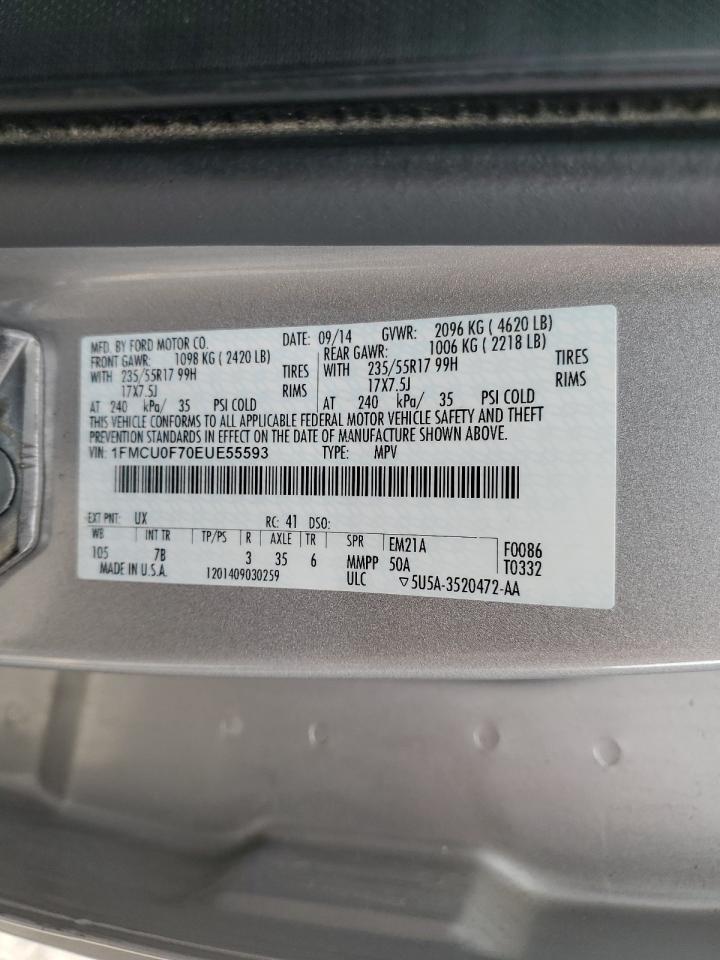 MFD. BY FORD MOTOR CO. DATE: 09/14 GVWR: 2096 KG ( 4620 LB)
FRONT GAWR: 1098 KG ( 2420 LB) REAR GAWR: 1006 KG ( 2218 LB)
WITH 235/55R17 99H TIRES WITH 235/55R17 99H TIRES
17X7.5J RIMS 17X7.5J RIMS
AT 240 kPa/ 35 PSI COLD AT 240 kPa/ 35 PSI COLD
THIS VEHICLE CONFORMS TO ALL APPLICABLE FEDERAL MOTOR VEHICLE SAFETY AND THEFT
PREVENTION STANDARDS IN EFFECT ON THE DATE OF MANUFACTURE SHOWN ABOVE.
VIN: 1FMCU0F70EUE55593 TYPE: MPV
EXT PNT: UX RC: 41 DSO:
WB INT TR TP/PS R AXLE TR SPR EM21A F0086
105 7B 3 35 6 MMPP 50A T0332
MADE IN U.S.A. 1201409030259 ULC ▽5U5A-3520472-AA